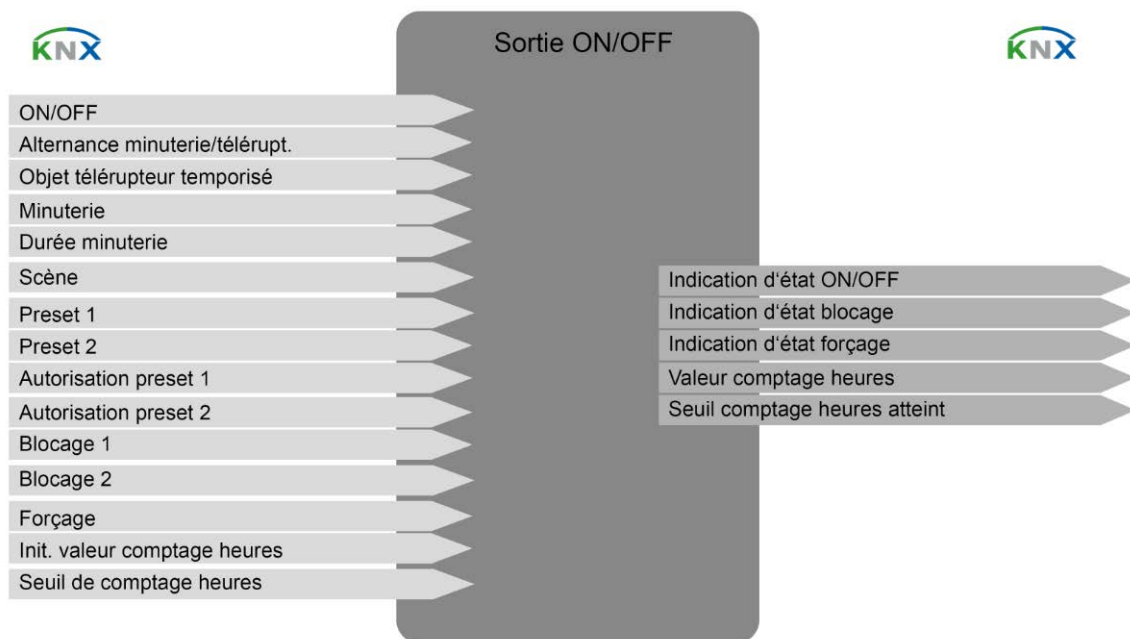 KNX
Sortie ON/OFF
KNX
ON/OFF
Alternance minuterie/télérupt.
Objet télérupteur temporisé
Minuterie
Durée minuterie
Scène
Preset 1
Preset 2
Autorisation preset 1
Autorisation preset 2
Blocage 1
Blocage 2
Forçage
Init. valeur comptage heures
Seuil de comptage heures
Indication d‘état ON/OFF
Indication d‘état blocage
Indication d‘état forçage
Valeur comptage heures
Seuil comptage heures atteint